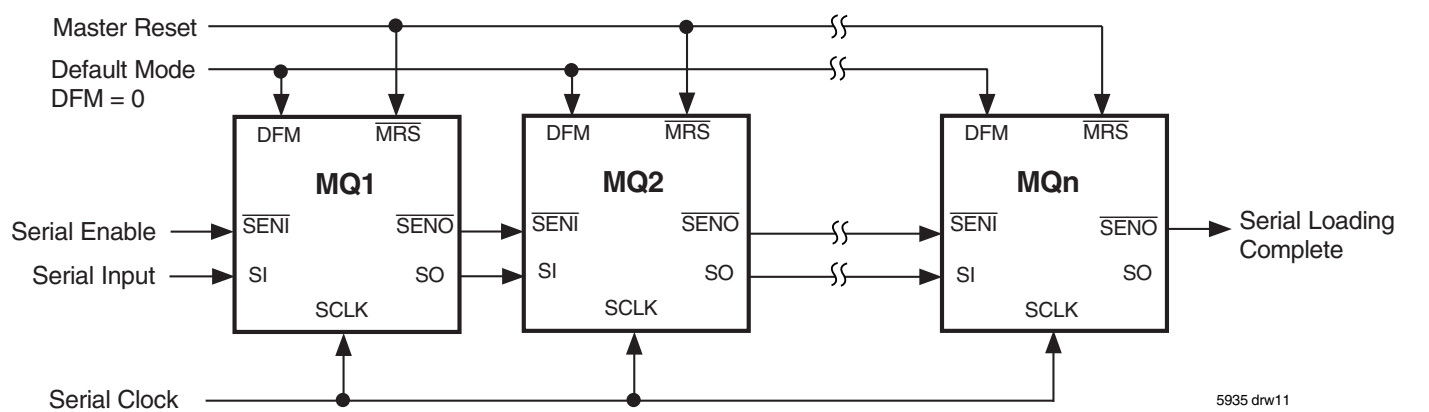 Master Reset
Default Mode
DFM = 0
DFM
MRS
DFM
MRS
DFM
MRS
MQ1
MQ2
MQn
Serial Enable
SENI
SENO
SENI
SENO
SENI
SENO
Serial Loading
Complete
Serial Input
SI
SO
SI
SO
SI
SO
SCLK
SCLK
SCLK
Serial Clock
5935 drw11